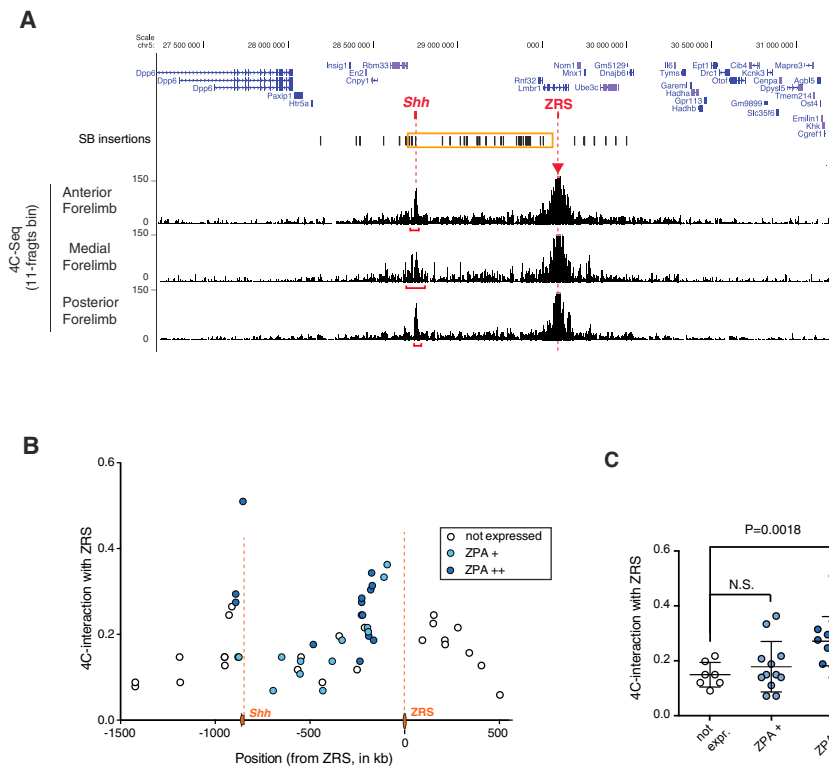 A
Scale
chr5:
27 500 000
28 000 000
28 500 000
29 000 000
000
30 000 000
30 500 000
31 000 000
Dpp6
Dpp6
Dpp6
Paxip1
Htr5a
Insig1
Rbm33
En2
Cnpy1
Nom1
Gm5129
Mnx1
Dnajb6
Rnf32
Lmbr1
Ube3c
Il6
Ept1
Cib4
Mapre3
Tyms
Drc1
Kcnk3
Gareml
Otof
Cenpa
Agbl5
Hadha
Dpysl5
Gpr113
Gm9899
Tmem214
Hadhb
Slc35f6
Ost4
Emilin1
Khk
Cgref1
Shh
ZRS
SB insertions
4C-Seq
(11-fragts bin)
Anterior
Forelimb
150
0
Medial
Forelimb
150
0
Posterior
Forelimb
150
0
B
4C-interaction with ZRS
0.6
0.4
0.2
0.0
not expressed
ZPA +
ZPA ++
Shh
ZRS
-1500
-1000
-500
0
500
Position (from ZRS, in kb)
C
P=0.0018
N.S.
4C-interaction with ZRS
0.6
0.4
0.2
0.0
not
expr.
ZPA +
ZPA